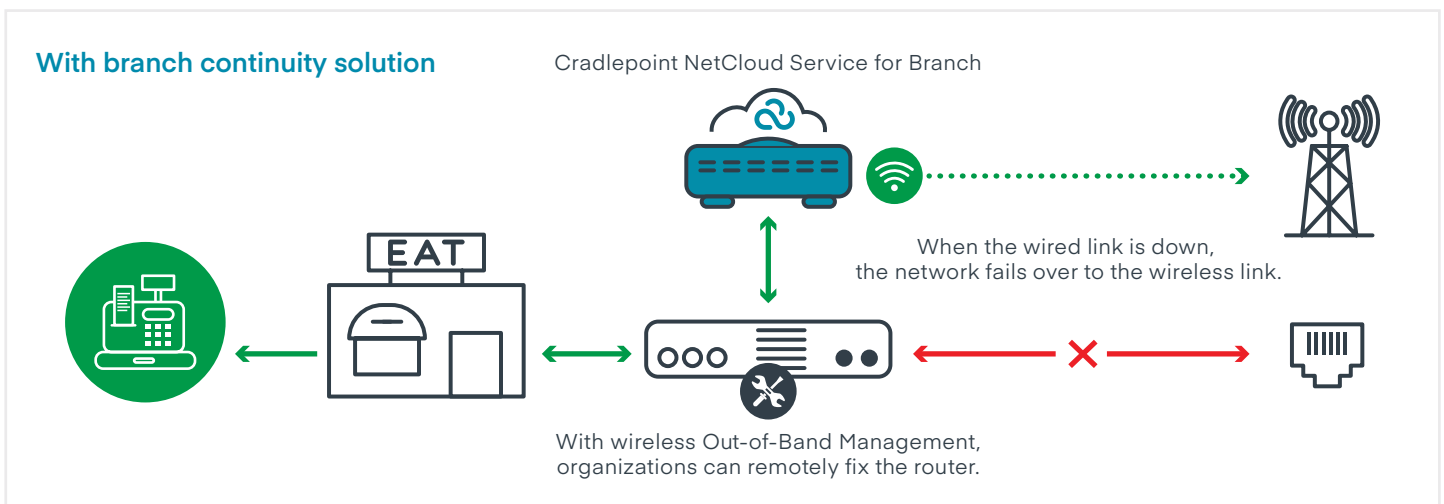 With branch continuity solution
Cradlepoint NetCloud Service for Branch
EAT
When the wired link is down,
the network fails over to the wireless link.
With wireless Out-of-Band Management,
organizations can remotely fix the router.